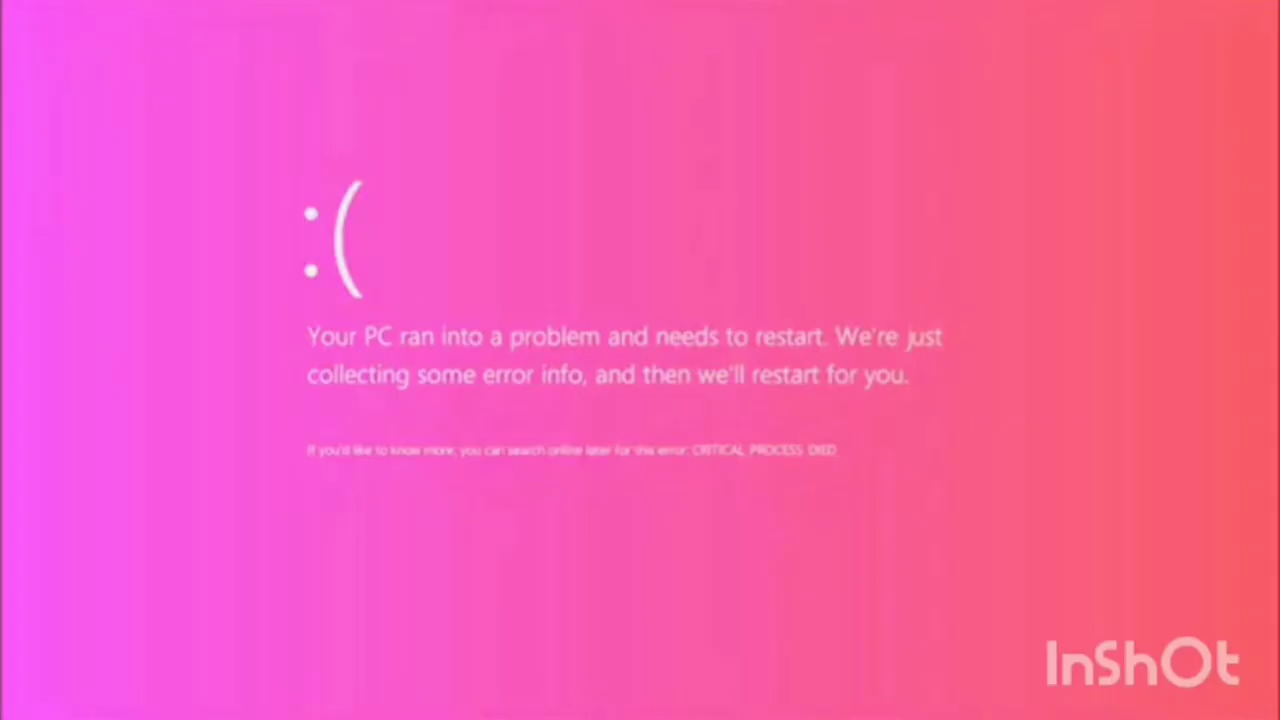 :(
Your PC ran into a problem and needs to restart. We're just
collecting some error info, and then we'll restart for you.
If you'd like to know more, you can search online later for this error: CRITICAL_PROCESS_DIED
InShOt